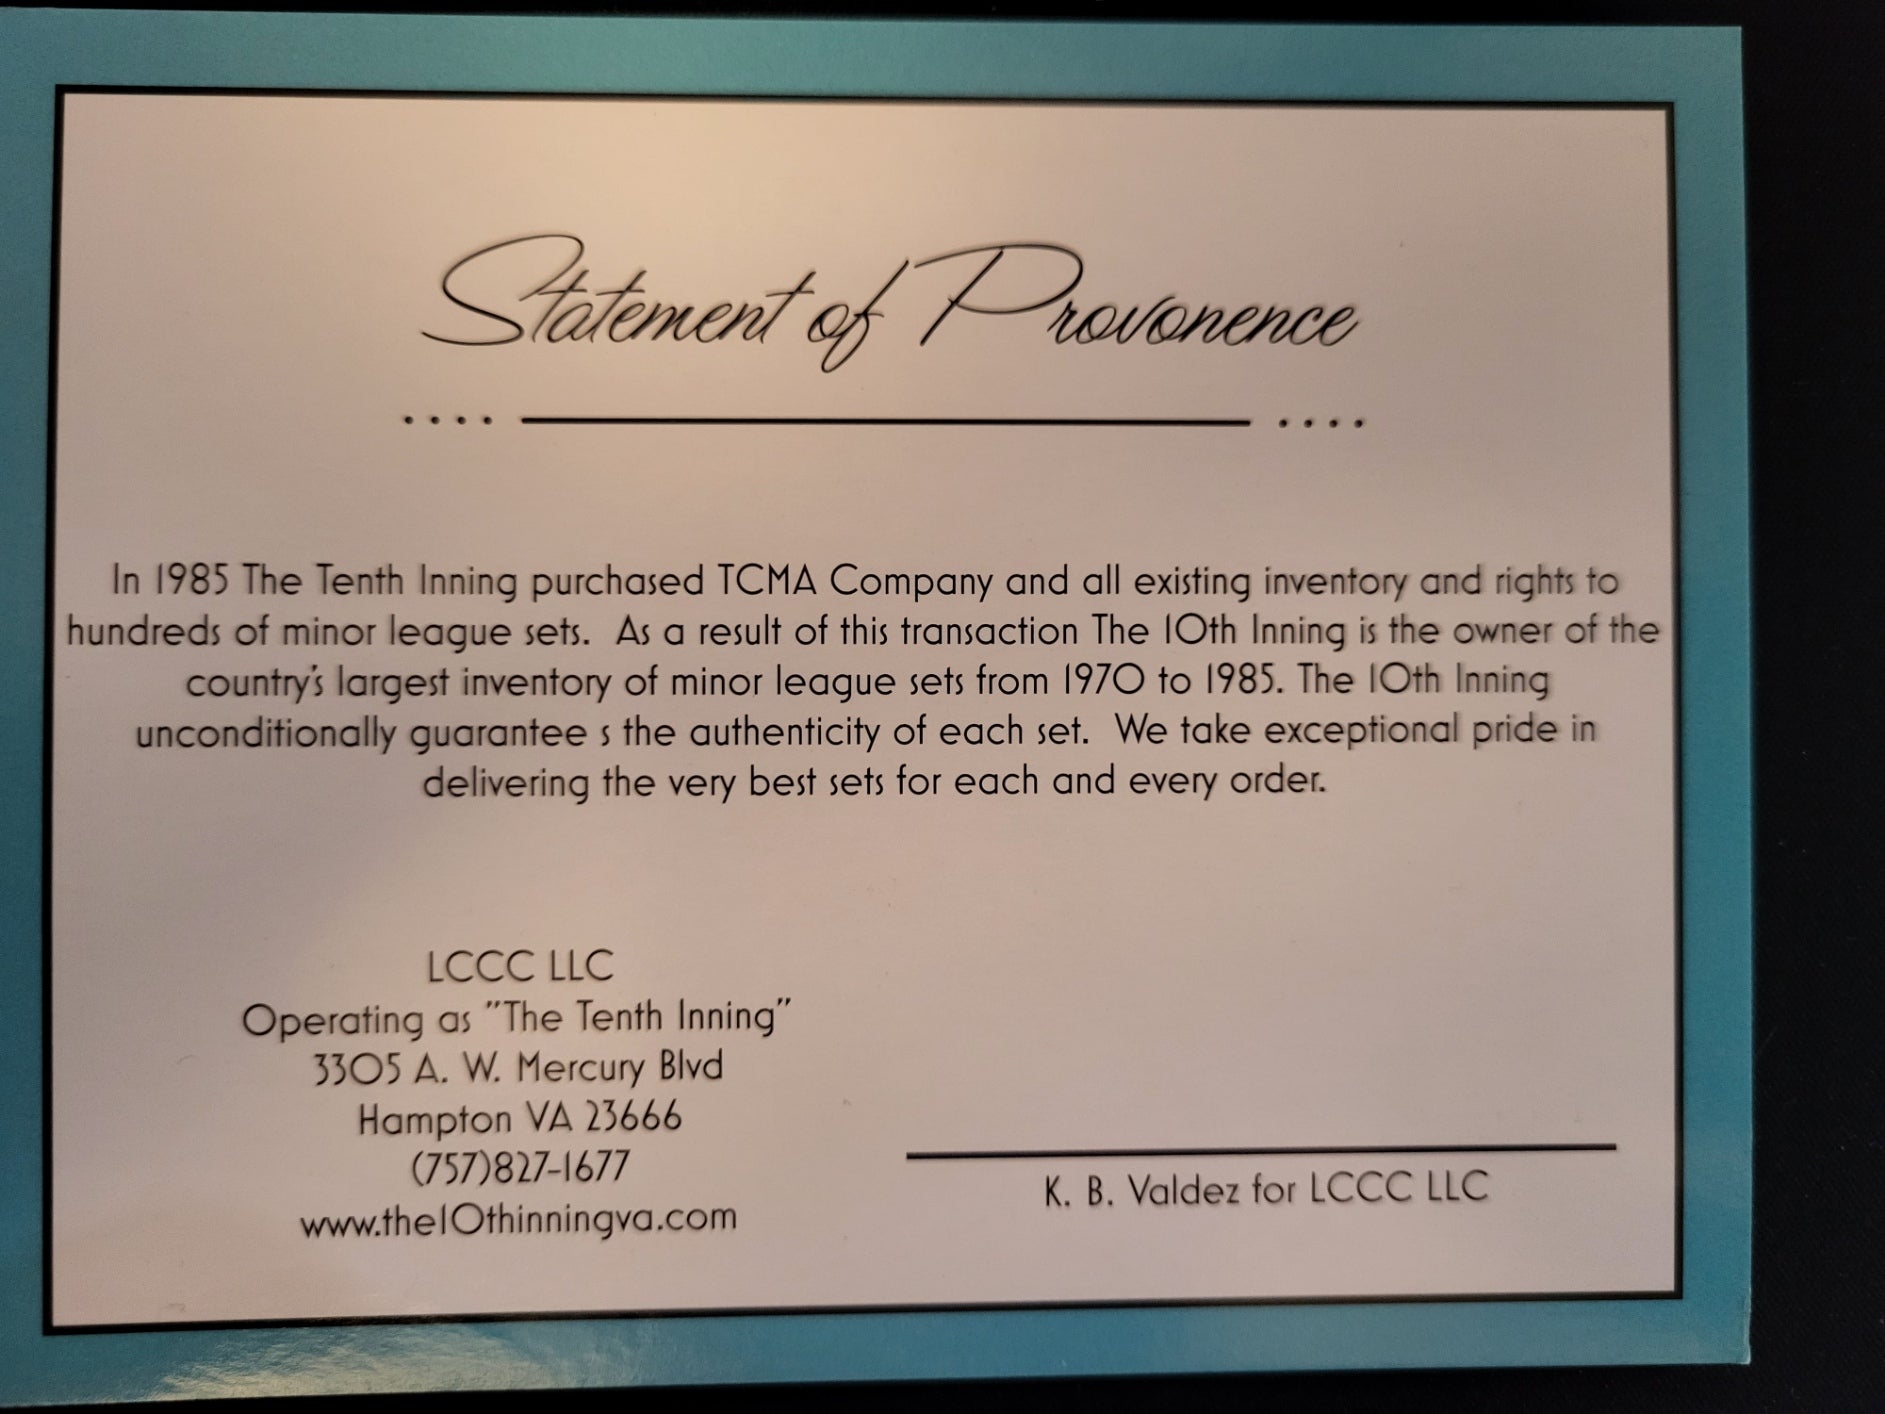 Statement of Provonence
In 1985 The Tenth Inning purchased TCMA Company and all existing inventory and rights to
hundreds of minor league sets.  As a result of this transaction The 10th Inning is the owner of the
country's largest inventory of minor league sets from 1970 to 1985. The 10th Inning
unconditionally guarantee s the authenticity of each set.  We take exceptional pride in
delivering the very best sets for each and every order.
LCCC LLC
Operating as "The Tenth Inning"
3305 A. W. Mercury Blvd
Hampton VA 23666
(757)827-1677
www.the10thinningva.com
K. B. Valdez for LCCC LLC